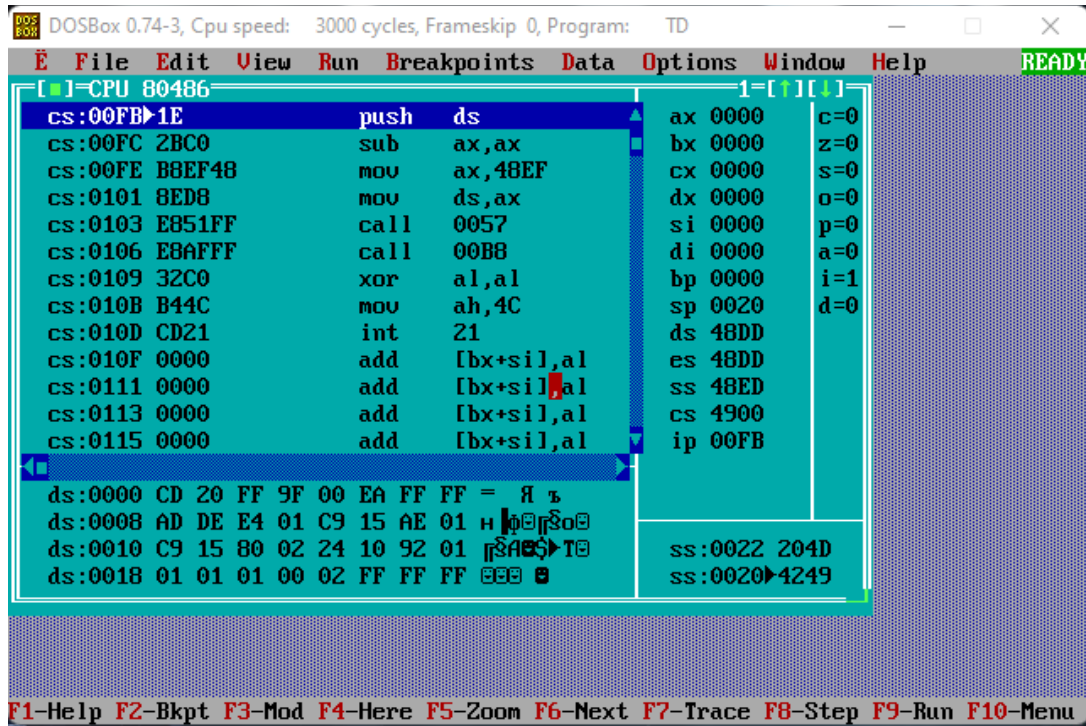 DOSBox 0.74-3, Cpu speed: 3000 cycles, Frameskip 0, Program: TD
Ë File Edit View Run Breakpoints Data Options Window Help READY
[■]=CPU 80486 1=[↑][↓]
cs:00FB►1E push ds ax 0000 c=0
cs:00FC 2BC0 sub ax,ax bx 0000 z=0
cs:00FE B8EF48 mov ax,48EF cx 0000 s=0
cs:0101 8ED8 mov ds,ax dx 0000 o=0
cs:0103 E851FF call 0057 si 0000 p=0
cs:0106 E8AFFF call 00B8 di 0000 a=0
cs:0109 32C0 xor al,al bp 0000 i=1
cs:010B B44C mov ah,4C sp 0020 d=0
cs:010D CD21 int 21 ds 48DD
cs:010F 0000 add [bx+si],al es 48DD
cs:0111 0000 add [bx+si],al ss 48ED
cs:0113 0000 add [bx+si],al cs 4900
cs:0115 0000 add [bx+si],al ip 00FB
ds:0000 CD 20 FF 9F 00 EA FF FF = Я ъ
ds:0008 AD DE E4 01 C9 15 AE 01 н▐ф☺╔§о☺
ds:0010 C9 15 80 02 24 10 92 01 ╔§А☻$►Т☺ ss:0022 204D
ds:0018 01 01 01 00 02 FF FF FF ☺☺☺ ☻ ss:0020►4249
F1-Help F2-Bkpt F3-Mod F4-Here F5-Zoom F6-Next F7-Trace F8-Step F9-Run F10-Menu